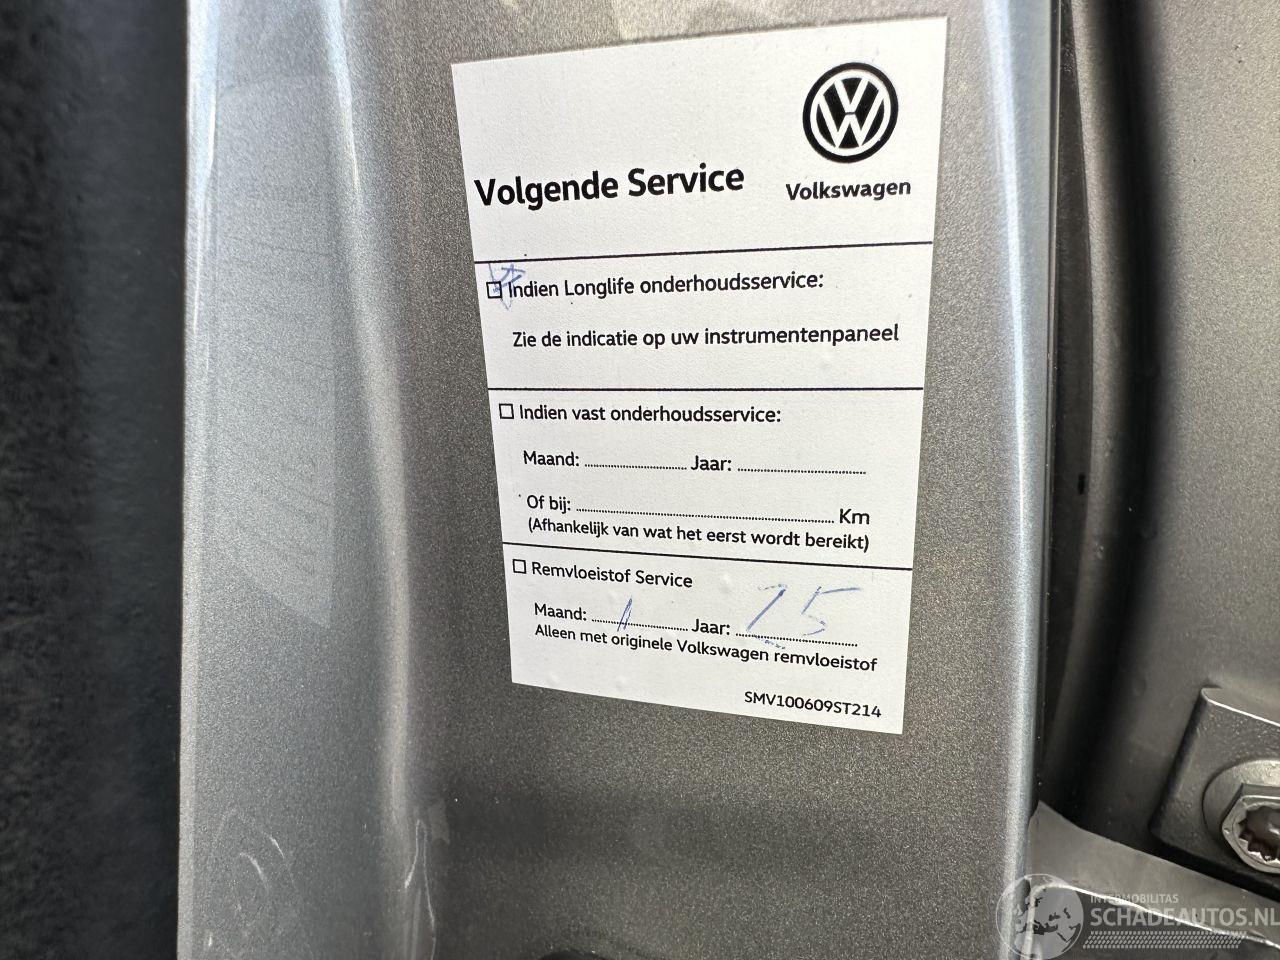 Volkswagen
Volgende Service
Indien Longlife onderhoudsservice:
Zie de indicatie op uw instrumentenpaneel
Indien vast onderhoudsservice:
Maand: Jaar:
Of bij: Km
(Afhankelijk van wat het eerst wordt bereikt)
Remvloeistof Service
Maand: 11 Jaar: 25
Alleen met originele Volkswagen remvloeistof
SMV100609ST214
INTERMOBILITAS
SCHADEAUTOS.NL